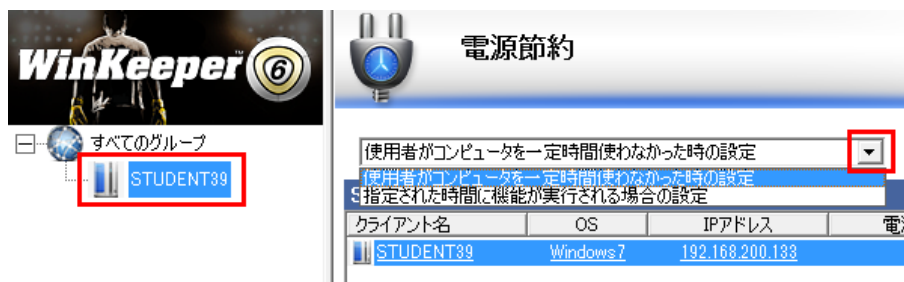 WinKeeper™ 6
電源節約
すべてのグループ
STUDENT39
使用者がコンピュータを一定時間使わなかった時の設定
使用者がコンピュータを一定時間使わなかった時の設定
指定された時間に機能が実行される場合の設定
クライアント名 OS IPアドレス
STUDENT39 Windows7 192.168.200.133